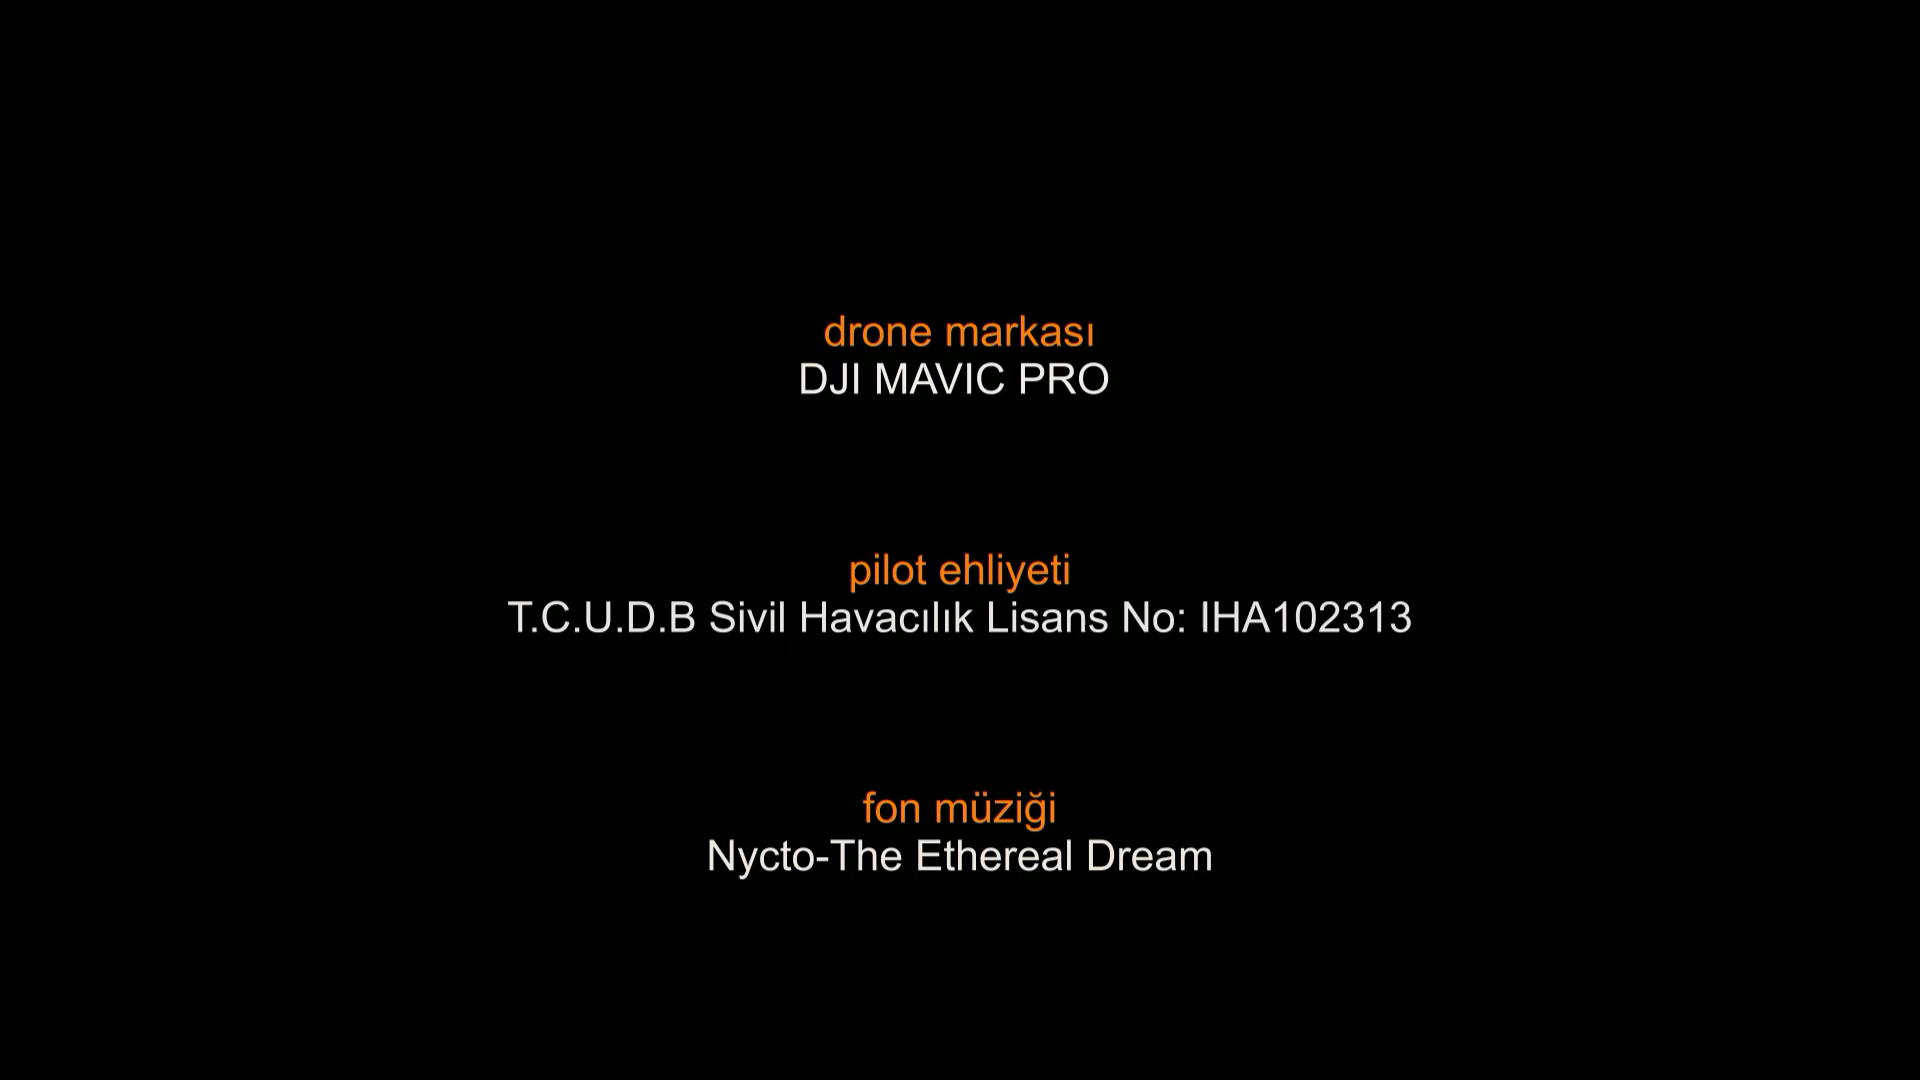 drone markası
DJI MAVIC PRO
pilot ehliyeti
T.C.U.D.B Sivil Havacılık Lisans No: IHA102313
fon müziği
Nycto-The Ethereal Dream